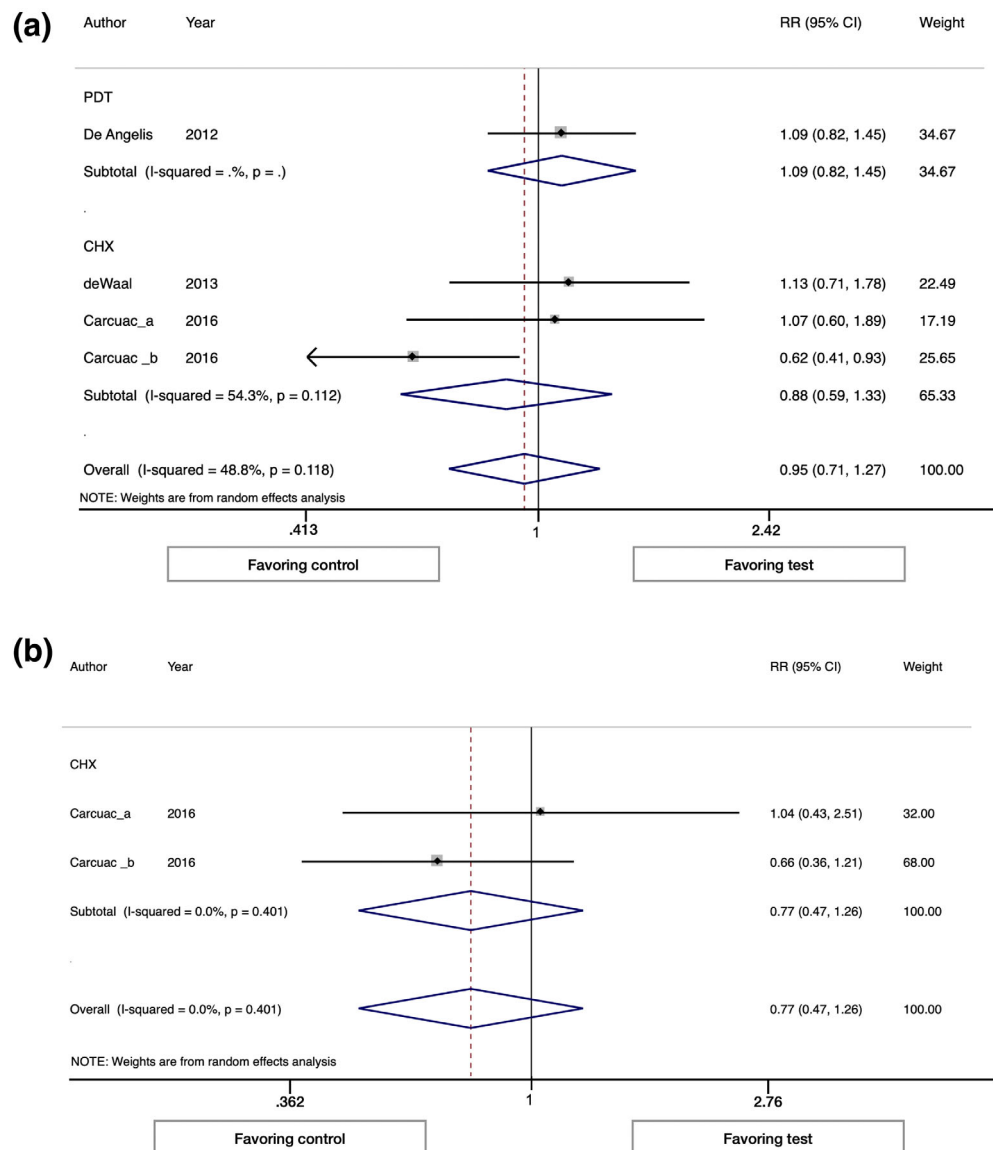 (a)
Author Year RR (95% CI) Weight
PDT
De Angelis 2012 1.09 (0.82, 1.45) 34.67
Subtotal (I-squared = .%, p = .) 1.09 (0.82, 1.45) 34.67
.
CHX
deWaal 2013 1.13 (0.71, 1.78) 22.49
Carcuac_a 2016 1.07 (0.60, 1.89) 17.19
Carcuac _b 2016 0.62 (0.41, 0.93) 25.65
Subtotal (I-squared = 54.3%, p = 0.112) 0.88 (0.59, 1.33) 65.33
.
Overall (I-squared = 48.8%, p = 0.118) 0.95 (0.71, 1.27) 100.00
NOTE: Weights are from random effects analysis
.413 1 2.42
Favoring control Favoring test
(b)
Author Year RR (95% CI) Weight
CHX
Carcuac_a 2016 1.04 (0.43, 2.51) 32.00
Carcuac _b 2016 0.66 (0.36, 1.21) 68.00
Subtotal (I-squared = 0.0%, p = 0.401) 0.77 (0.47, 1.26) 100.00
.
Overall (I-squared = 0.0%, p = 0.401) 0.77 (0.47, 1.26) 100.00
NOTE: Weights are from random effects analysis
.362 1 2.76
Favoring control Favoring test